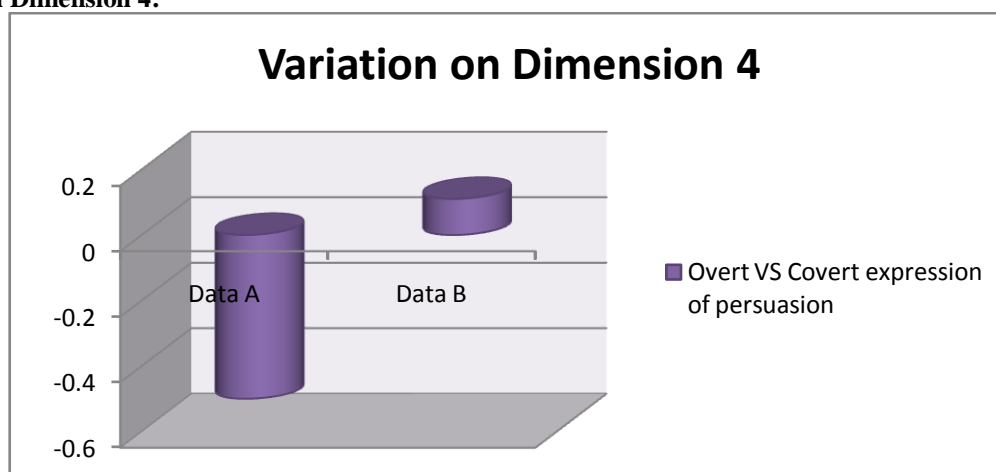 Dimension 4:
Variation on Dimension 4
0.2
0
-0.2
-0.4
-0.6
Data A
Data B
Overt VS Covert expression
of persuasion